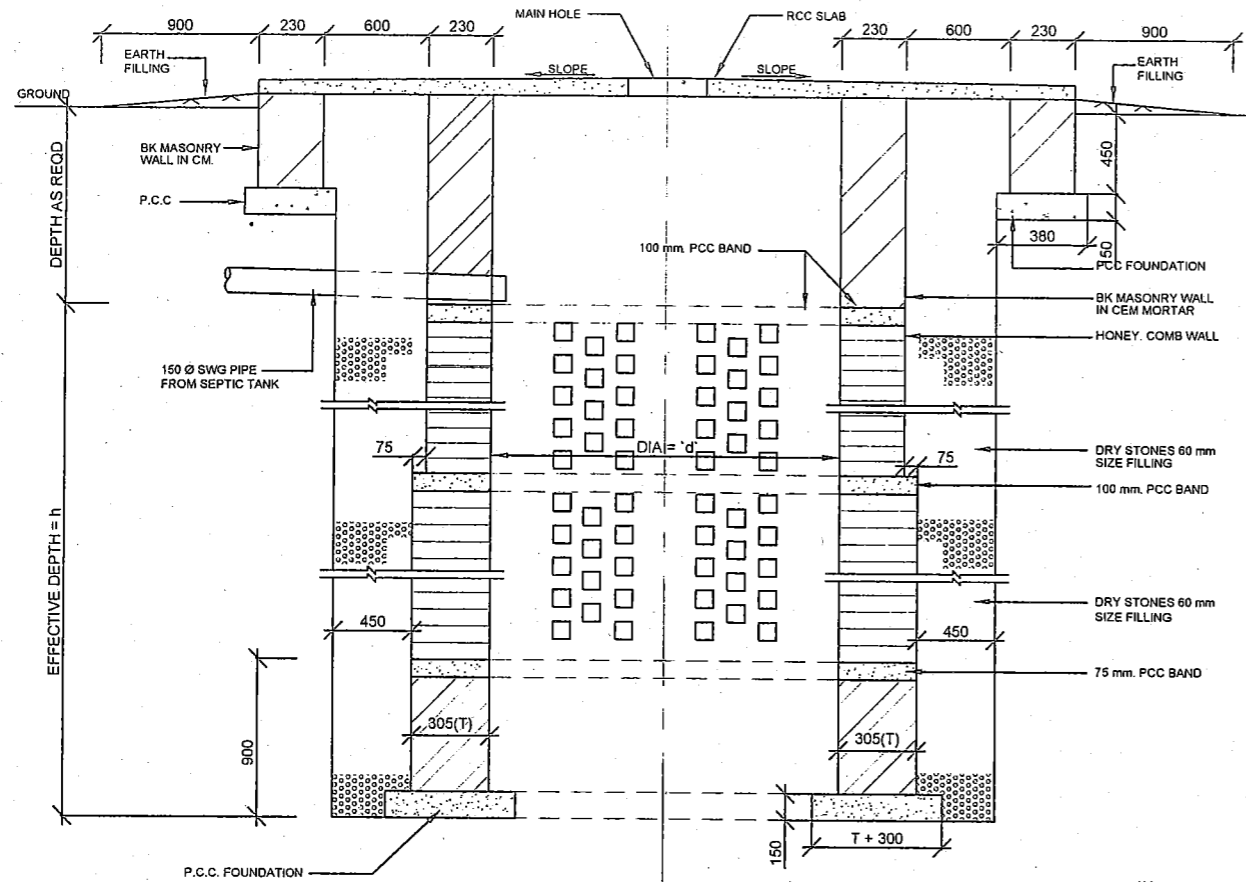 MAIN HOLE
RCC SLAB
900
230
600
230
230
600
230
900
EARTH
FILLING
SLOPE
SLOPE
EARTH
FILLING
GROUND
BK MASONRY
WALL IN CM.
P.C.C
DEPTH AS REQD
450
380
150
100 mm. PCC BAND
PCC FOUNDATION
BK MASONRY WALL
IN CEM MORTAR
HONEY. COMB WALL
150 Ø SWG PIPE
FROM SEPTIC TANK
75
DIA = 'd'
75
DRY STONES 60 mm
SIZE FILLING
100 mm. PCC BAND
EFFECTIVE DEPTH = h
450
450
DRY STONES 60 mm
SIZE FILLING
75 mm. PCC BAND
900
305(T)
305(T)
150
T + 300
P.C.C. FOUNDATION